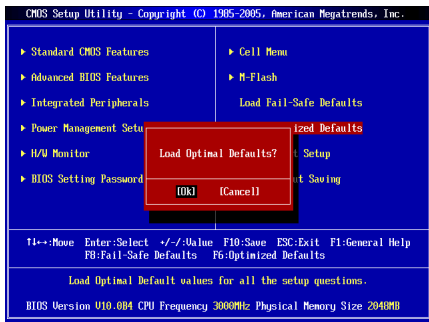 CMOS Setup Utility - Copyright (C) 1985-2005, American Megatrends, Inc.
▶ Standard CMOS Features
▶ Advanced BIOS Features
▶ Integrated Peripherals
▶ Power Management Setu
▶ H/W Monitor
▶ BIOS Setting Password
▶ Cell Menu
▶ M-Flash
Load Fail-Safe Defaults
ized Defaults
t Setup
ut Saving
Load Optimal Defaults?
[Ok] [Cancel]
↑↓↔:Move Enter:Select +/-/:Value F10:Save ESC:Exit F1:General Help
F8:Fail-Safe Defaults F6:Optimized Defaults
Load Optimal Default values for all the setup questions.
BIOS Version V10.0B4 CPU Frequency 3000MHz Physical Memory Size 2048MB